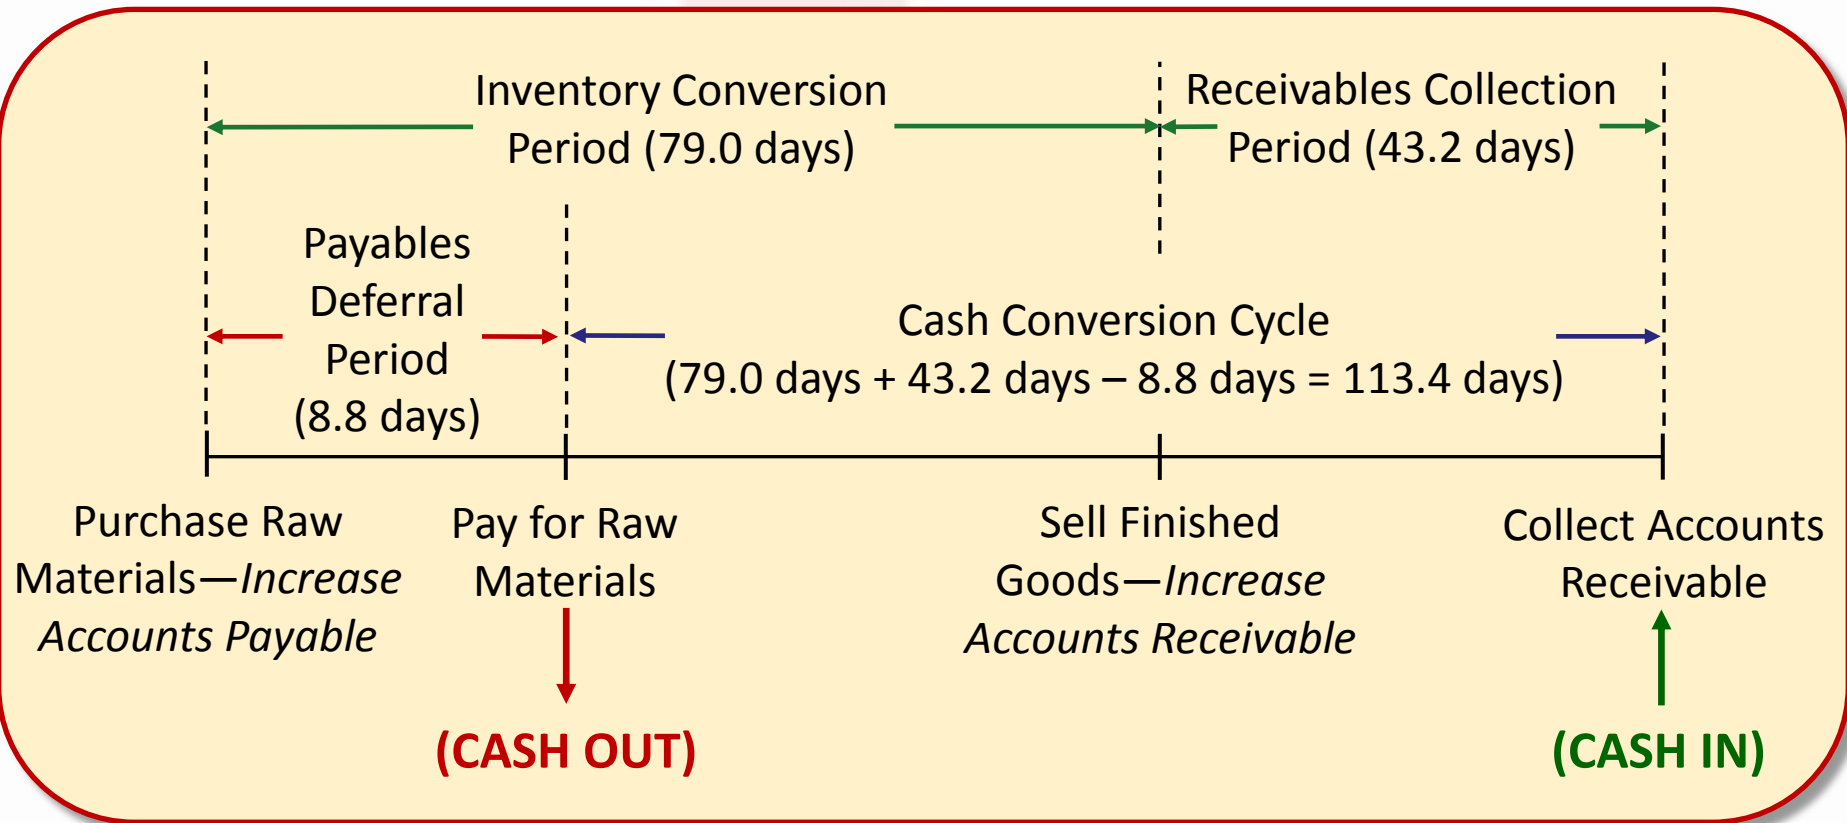 Inventory Conversion
Period (79.0 days)
Receivables Collection
Period (43.2 days)
Payables
Deferral
Period
(8.8 days)
Cash Conversion Cycle
(79.0 days + 43.2 days – 8.8 days = 113.4 days)
Purchase Raw
Materials—Increase
Accounts Payable
Pay for Raw
Materials
Sell Finished
Goods—Increase
Accounts Receivable
Collect Accounts
Receivable
(CASH OUT)
(CASH IN)